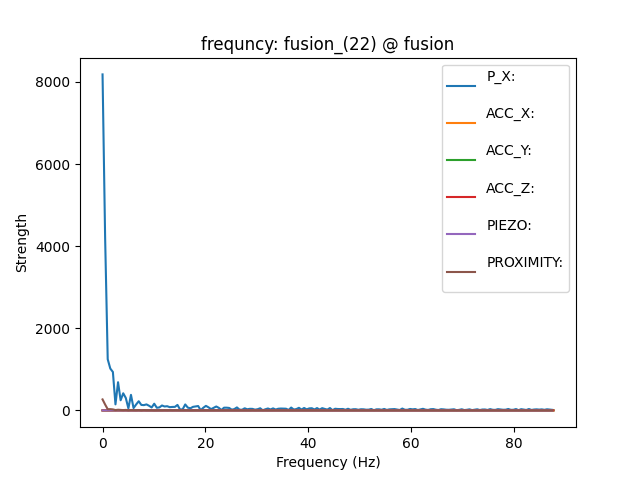 frequncy: fusion_(22) @ fusion
P_X:
ACC_X:
ACC_Y:
ACC_Z:
PIEZO:
PROXIMITY:
Strength
8000
6000
4000
2000
0
0 20 40 60 80
Frequency (Hz)